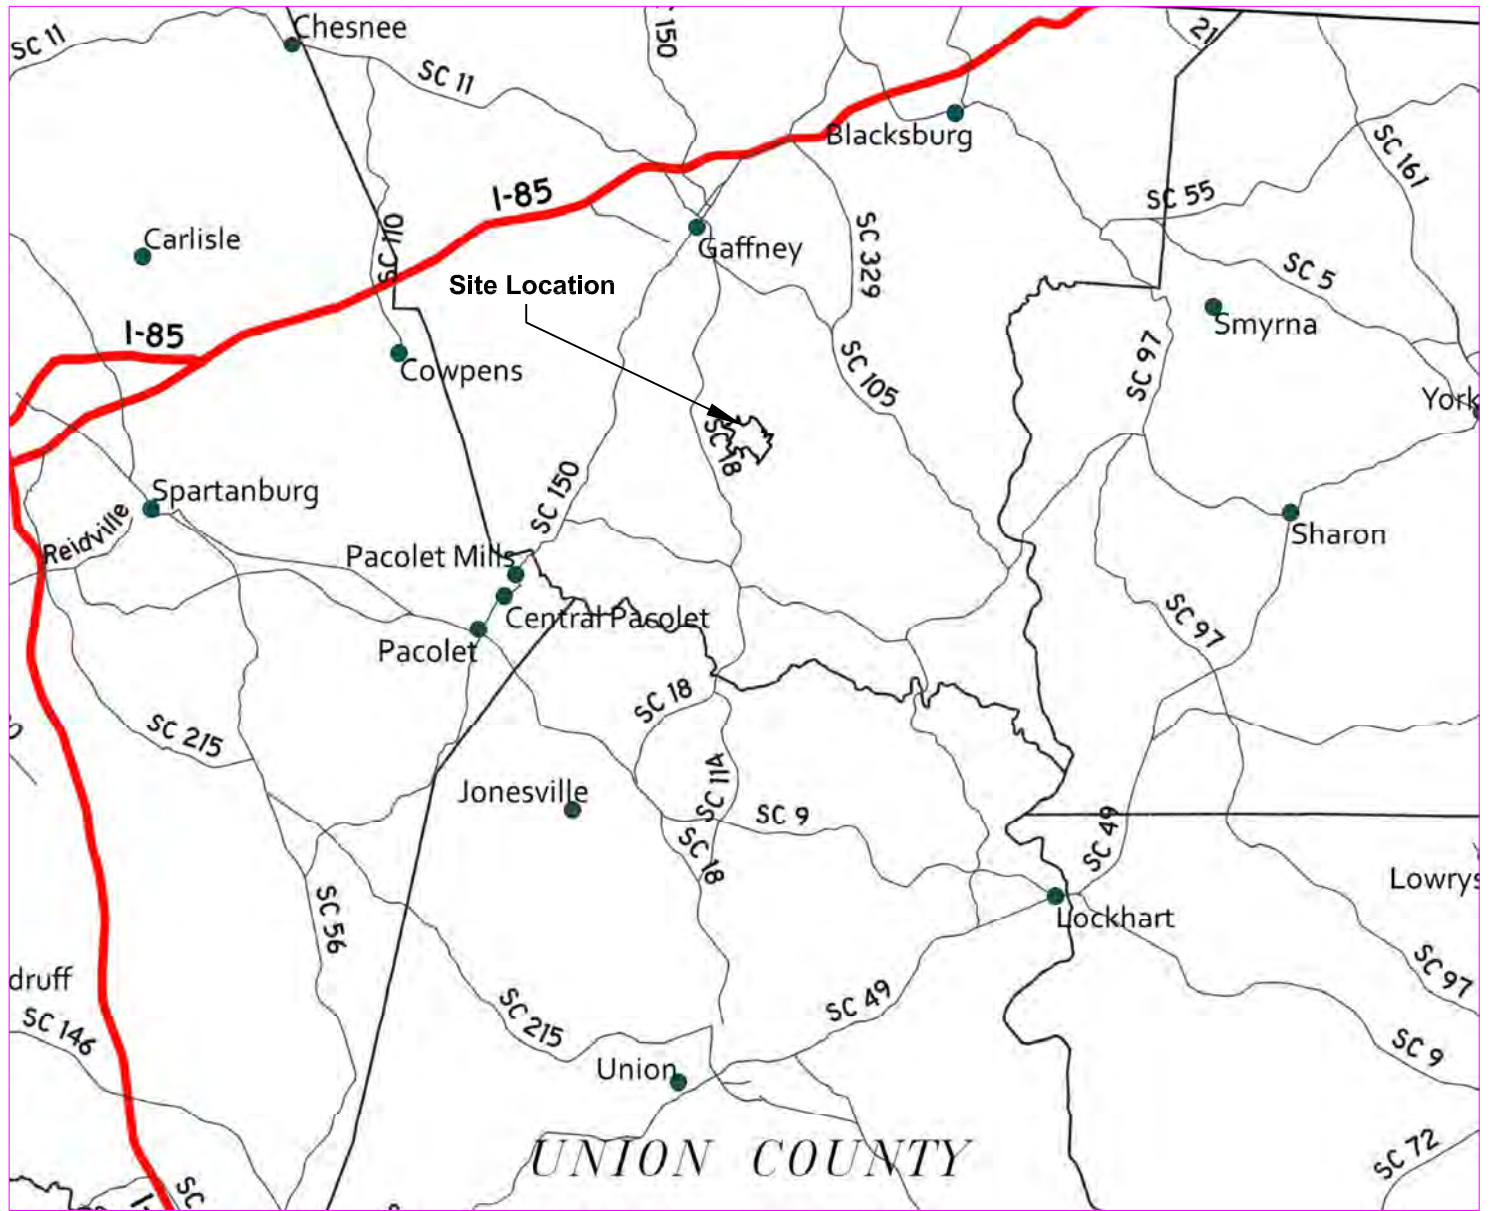 Chesnee
SC 11
150
21
SC 11
Blacksburg
SC 161
I-85
SC 55
SC 110
Carlisle
Gaffney
SC 329
SC 5
Site Location
Smyrna
I-85
Cowpens
SC 97
SC 105
York
SC 18
Spartanburg
SC 150
Reidville
Sharon
Pacolet Mills
Central Pacolet
Pacolet
SC 97
SC 18
SC 215
Jonesville
SC 114
SC 9
SC 49
SC 18
Lowrys
SC 56
Lockhart
druff
SC 97
SC 49
SC 215
SC 146
SC 9
Union
UNION COUNTY
SC 72
SC
I-